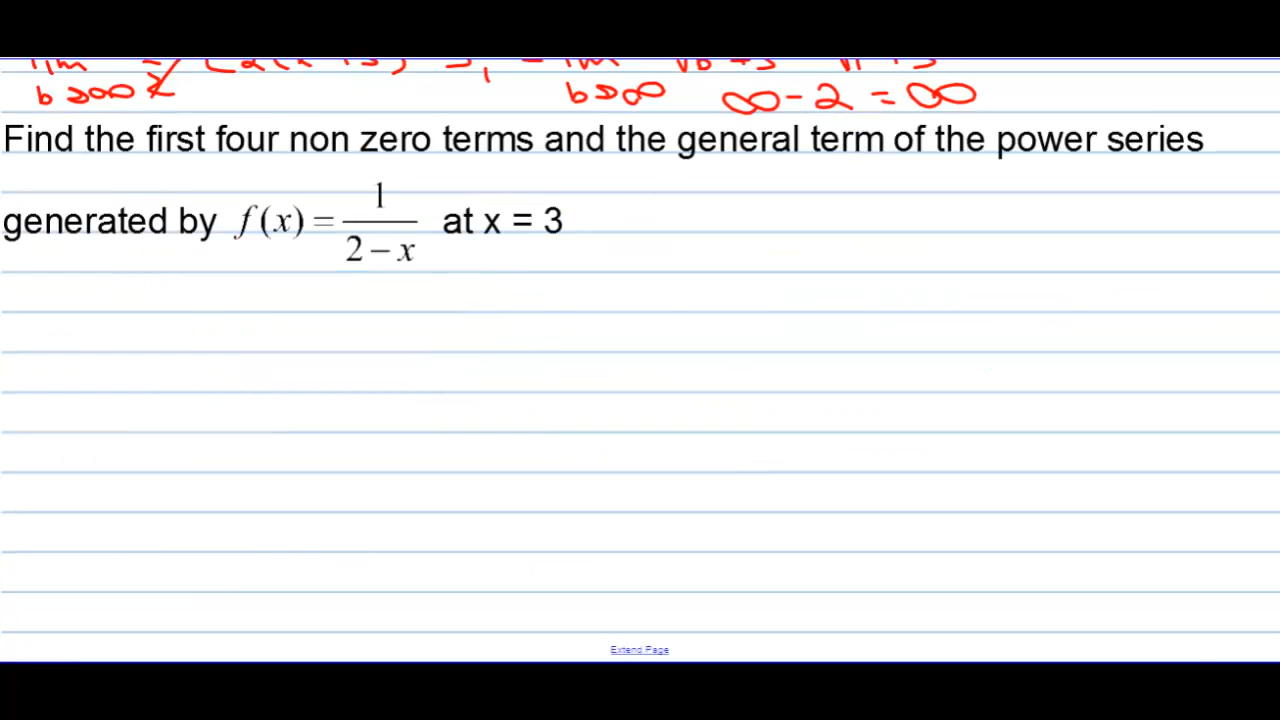 b→∞ b→∞ ∞ - 2 = ∞
Find the first four non zero terms and the general term of the power series
generated by f(x) = 1/(2 - x) at x = 3
Extend Page